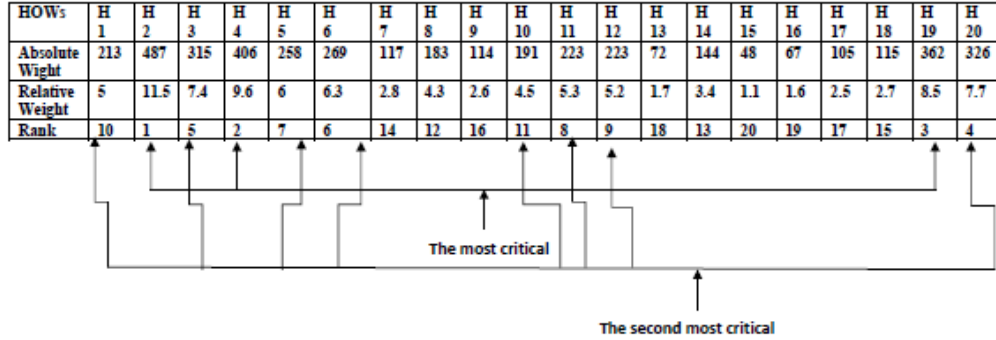 HOWs H 1 H 2 H 3 H 4 H 5 H 6 H 7 H 8 H 9 H 10 H 11 H 12 H 13 H 14 H 15 H 16 H 17 H 18 H 19 H 20
Absolute Wight 213 487 315 406 258 269 117 183 114 191 223 223 72 144 48 67 105 115 362 326
Relative Weight 5 11.5 7.4 9.6 6 6.3 2.8 4.3 2.6 4.5 5.3 5.2 1.7 3.4 1.1 1.6 2.5 2.7 8.5 7.7
Rank 10 1 5 2 7 6 14 12 16 11 8 9 18 13 20 19 17 15 3 4
The most critical
The second most critical